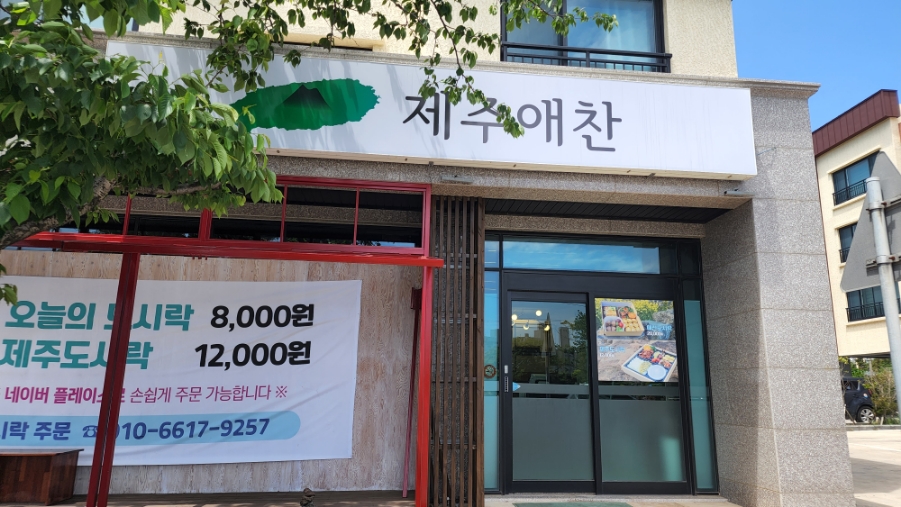 제주애찬
오늘의 도시락 8,000원
제주도시락 12,000원
네이버 플레이스로 손쉽게 주문 가능합니다 ※
시락 주문 ☎010-6617-9257